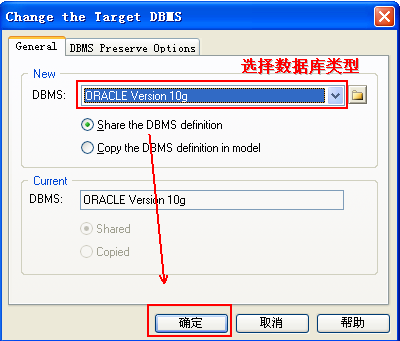 Change the Target DBMS
General
DBMS Preserve Options
选择数据库类型
New
DBMS:
ORACLE Version 10g
Share the DBMS definition
Copy the DBMS definition in model
Current
DBMS:
ORACLE Version 10g
Shared
Copied
确定
取消
帮助